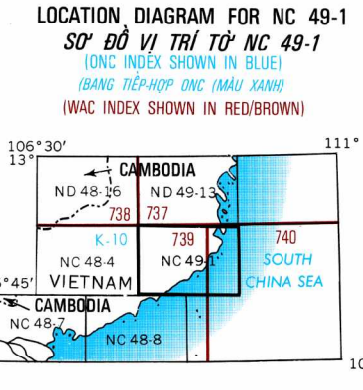 LOCATION DIAGRAM FOR NC 49-1
SƠ ĐỒ VỊ TRÍ TỜ NC 49-1
(ONC INDEX SHOWN IN BLUE)
(BANG TIẾP-HỢP ONC (MÀU XANH)
(WAC INDEX SHOWN IN RED/BROWN)
106°30' 111°
13°
CAMBODIA
ND 48-16 ND 49-13
738 737
K-10 739 740
NC 48-4 NC 49-1 SOUTH
45' VIETNAM CHINA SEA
CAMBODIA
NC 48-7
NC 48-8
10